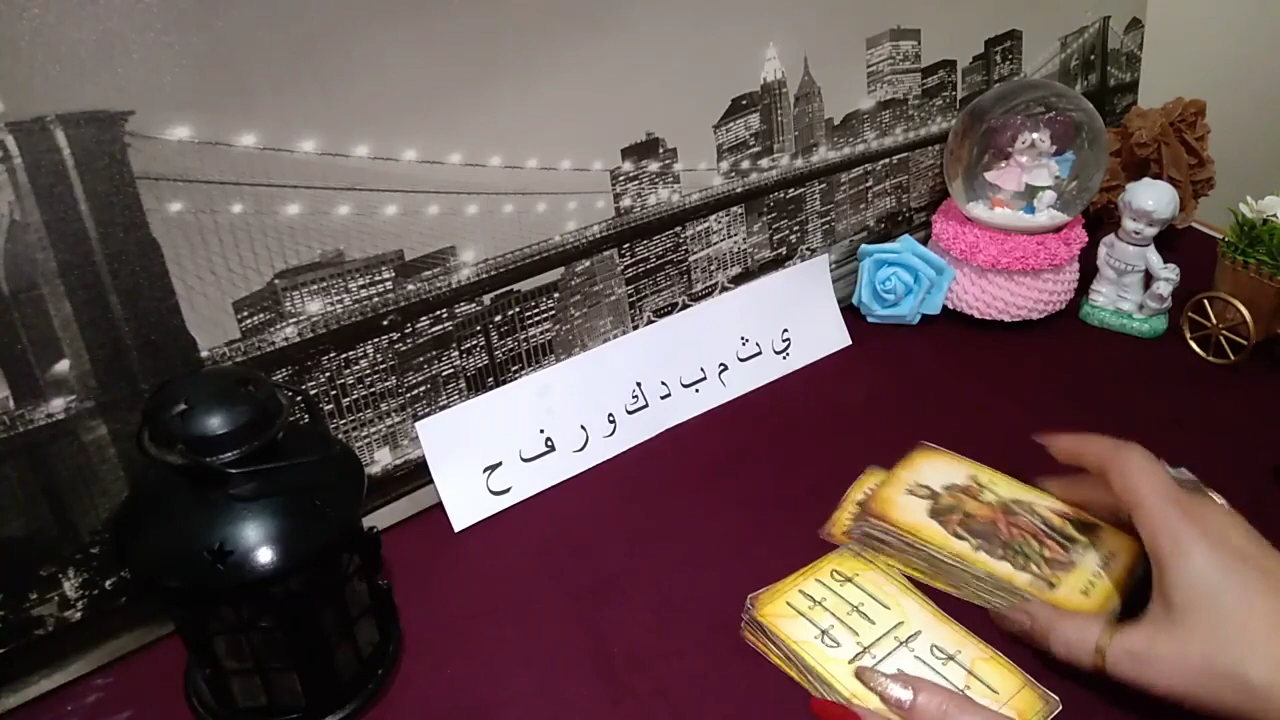 ي ث م ب د ك و ر ف ح